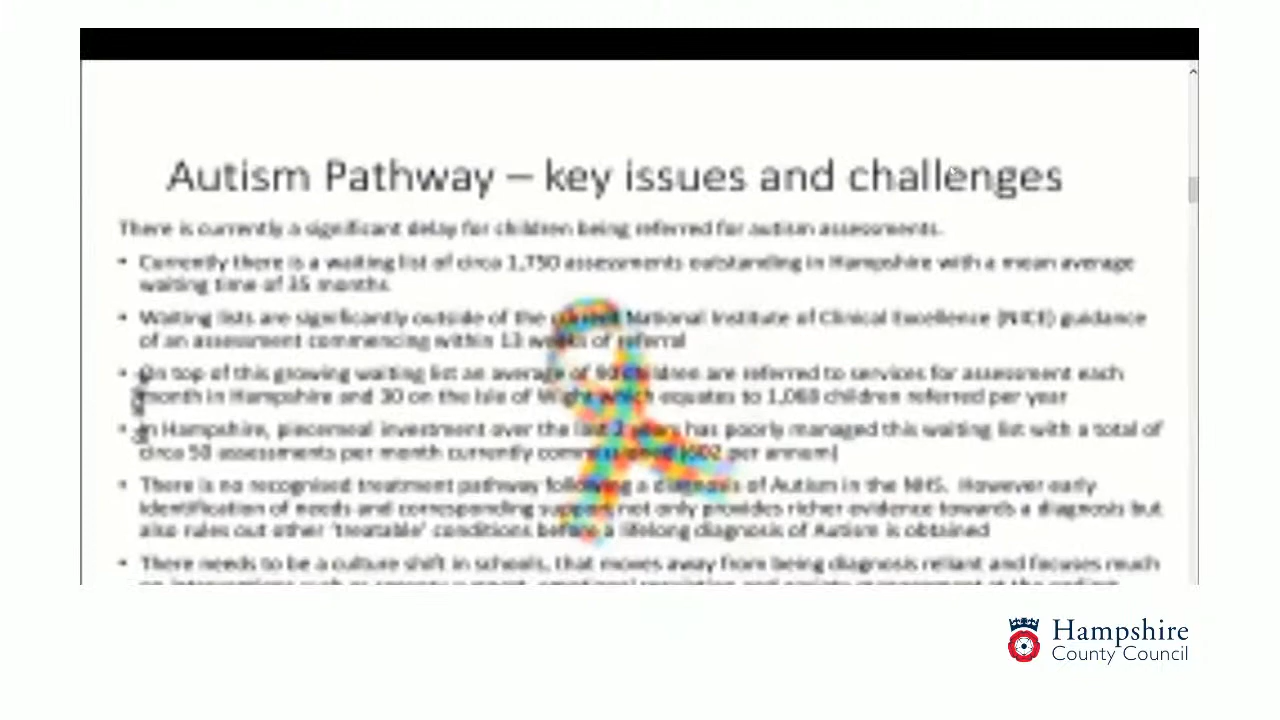 Autism Pathway – key issues and challenges
There is currently a significant delay for children being referred for autism assessments.
• Currently there is a waiting list of circa 1,750 assessments outstanding in Hampshire with a mean average
waiting time of months
• Waiting lists are significantly outside of the current National Institute of Clinical Excellence (NICE) guidance
of an assessment commencing within 13 weeks of referral
• On top of this growing waiting list an average of children are referred to services for assessment each
month in Hampshire and 30 on the Isle of Wight which equates to children referred per year
• In Hampshire, piecemeal investment over the last 2 years has poorly managed this waiting list with a total of
circa 50 assessments per month currently commissioned (602 per annum)
• There is no recognised treatment pathway following a diagnosis of Autism in the NHS. However early
identification of needs and corresponding support not only provides richer evidence towards a diagnosis but
also rules out other 'treatable' conditions before a lifelong diagnosis of Autism is obtained
• There needs to be a culture shift in schools, that moves away from being diagnosis reliant and focuses much
Hampshire
County Council